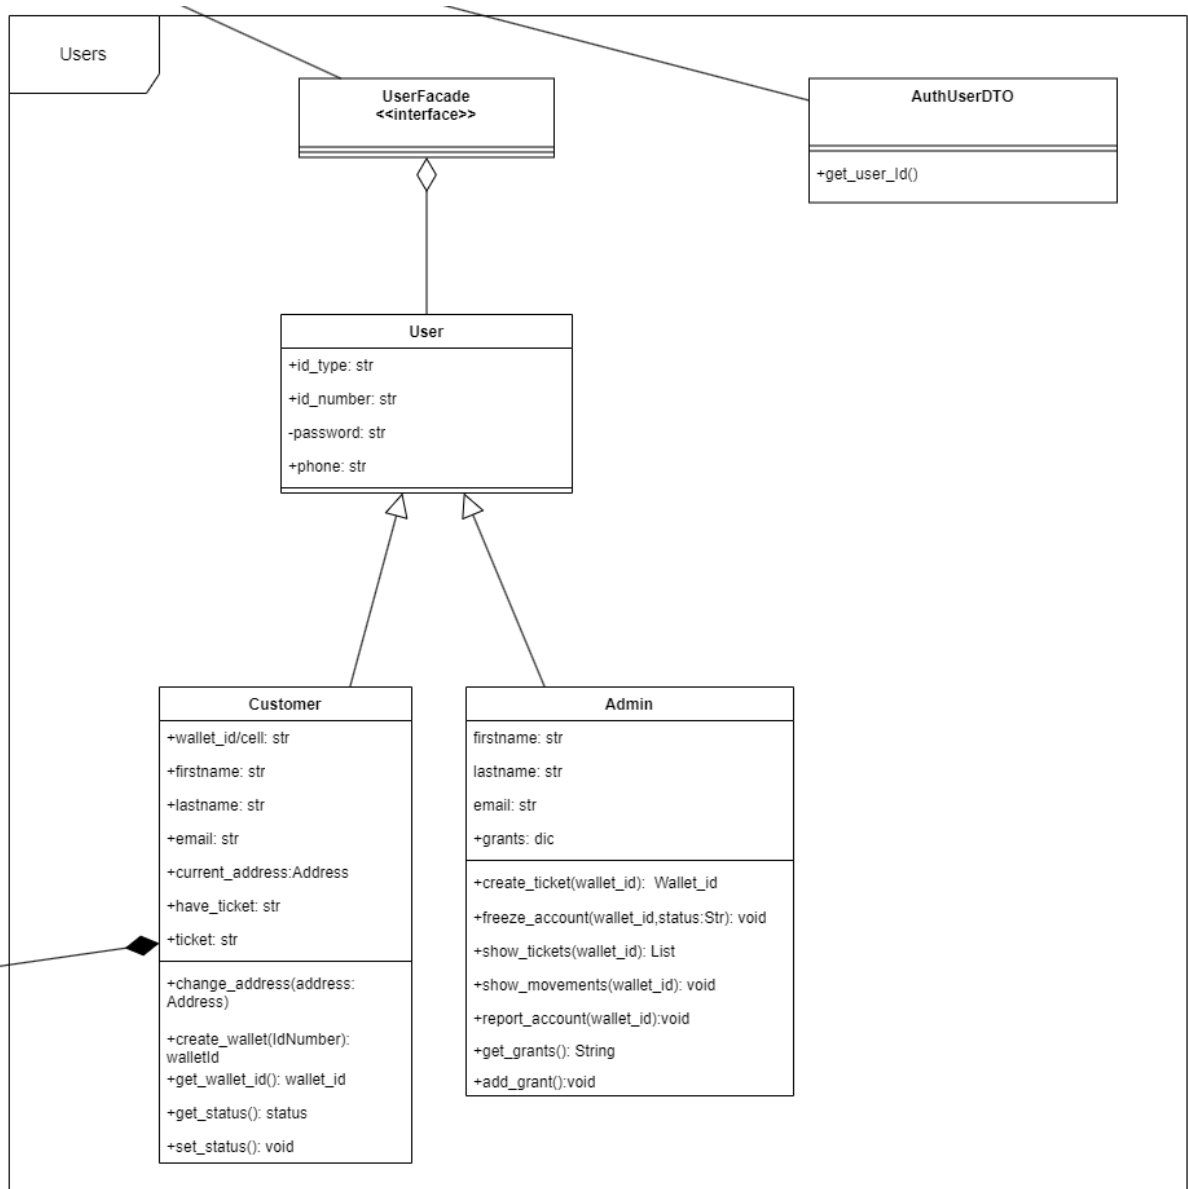 Users
UserFacade
<<interface>>
AuthUserDTO
+get_user_Id()
User
+id_type: str
+id_number: str
-password: str
+phone: str
Customer
+wallet_id/cell: str
+firstname: str
+lastname: str
+email: str
+current_address:Address
+have_ticket: str
+ticket: str
+change_address(address:
Address)
+create_wallet(IdNumber):
walletId
+get_wallet_id(): wallet_id
+get_status(): status
+set_status(): void
Admin
firstname: str
lastname: str
email: str
+grants: dic
+create_ticket(wallet_id): Wallet_id
+freeze_account(wallet_id,status:Str): void
+show_tickets(wallet_id): List
+show_movements(wallet_id): void
+report_account(wallet_id):void
+get_grants(): String
+add_grant():void